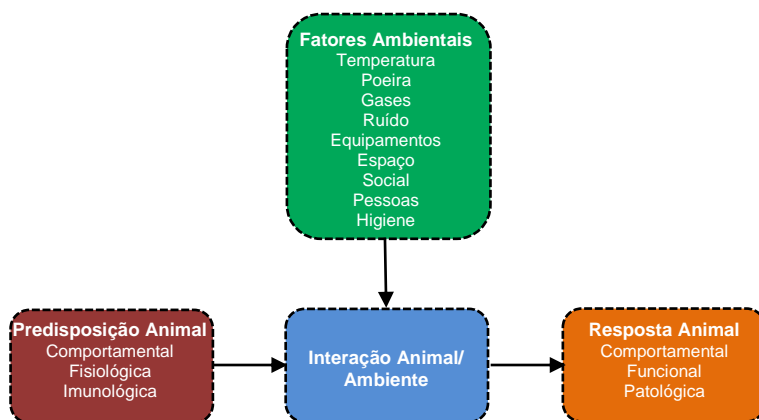 Fatores Ambientais
Temperatura
Poeira
Gases
Ruído
Equipamentos
Espaço
Social
Pessoas
Higiene
Predisposição Animal
Comportamental
Fisiológica
Imunológica
Interação Animal/
Ambiente
Resposta Animal
Comportamental
Funcional
Patológica